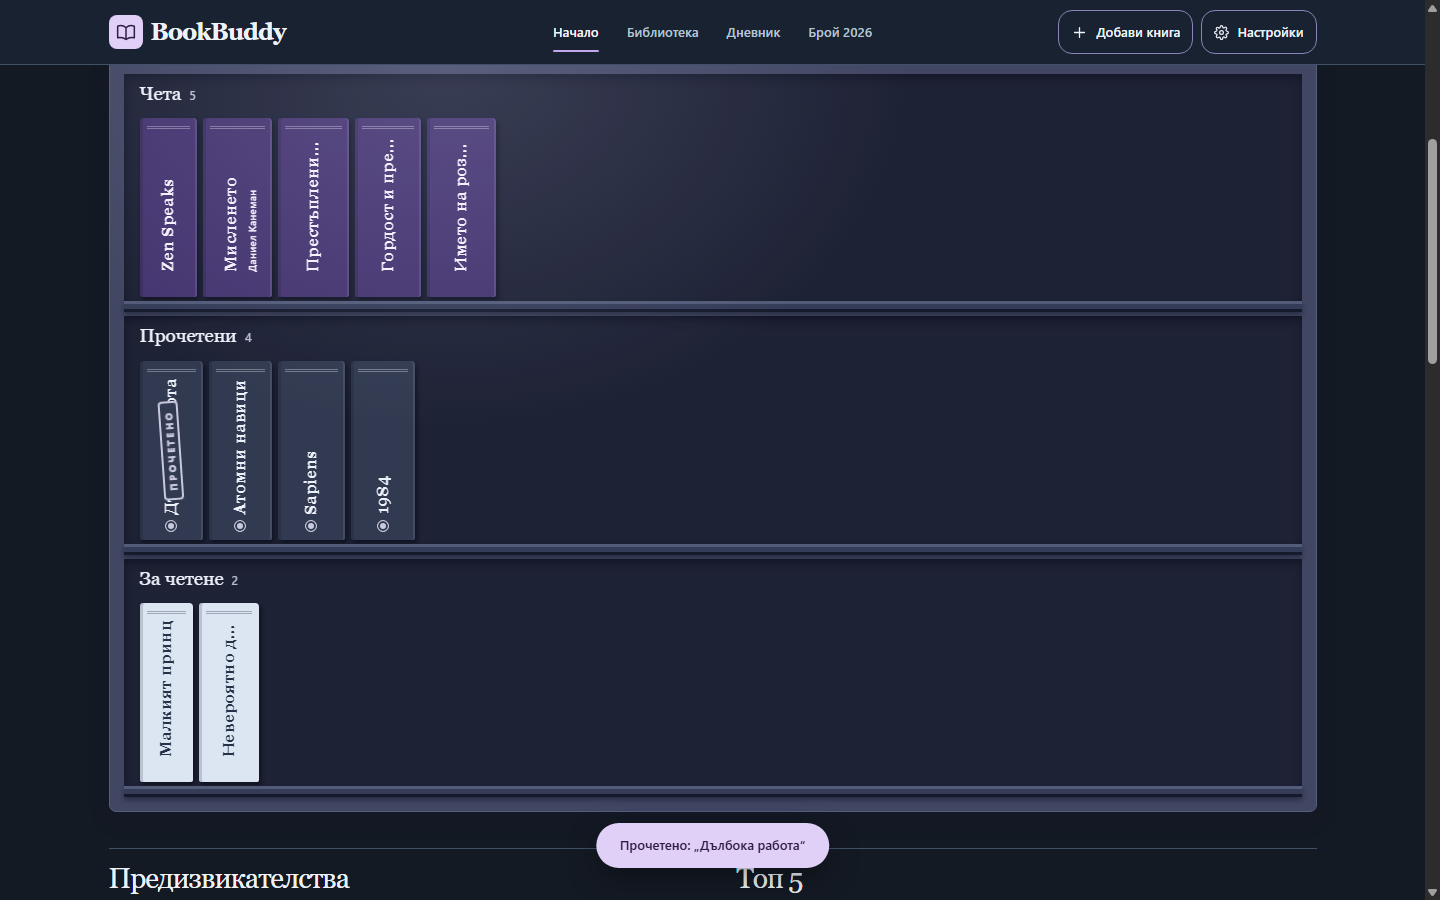 BookBuddy
Начало
Библиотека
Дневник
Брой 2026
Добави книга
Настройки
Чета 5
Zen Speaks
Мисленето
Даниел Канеман
Престъплени...
Гордост и пре...
Името на роз...
Прочетени 4
ПРОЧЕТЕНО
Атомни навици
Sapiens
1984
За четене 2
Малкият принц
Невероятно д...
Прочетено: „Дълбока работа“
Предизвикателства
Топ 5